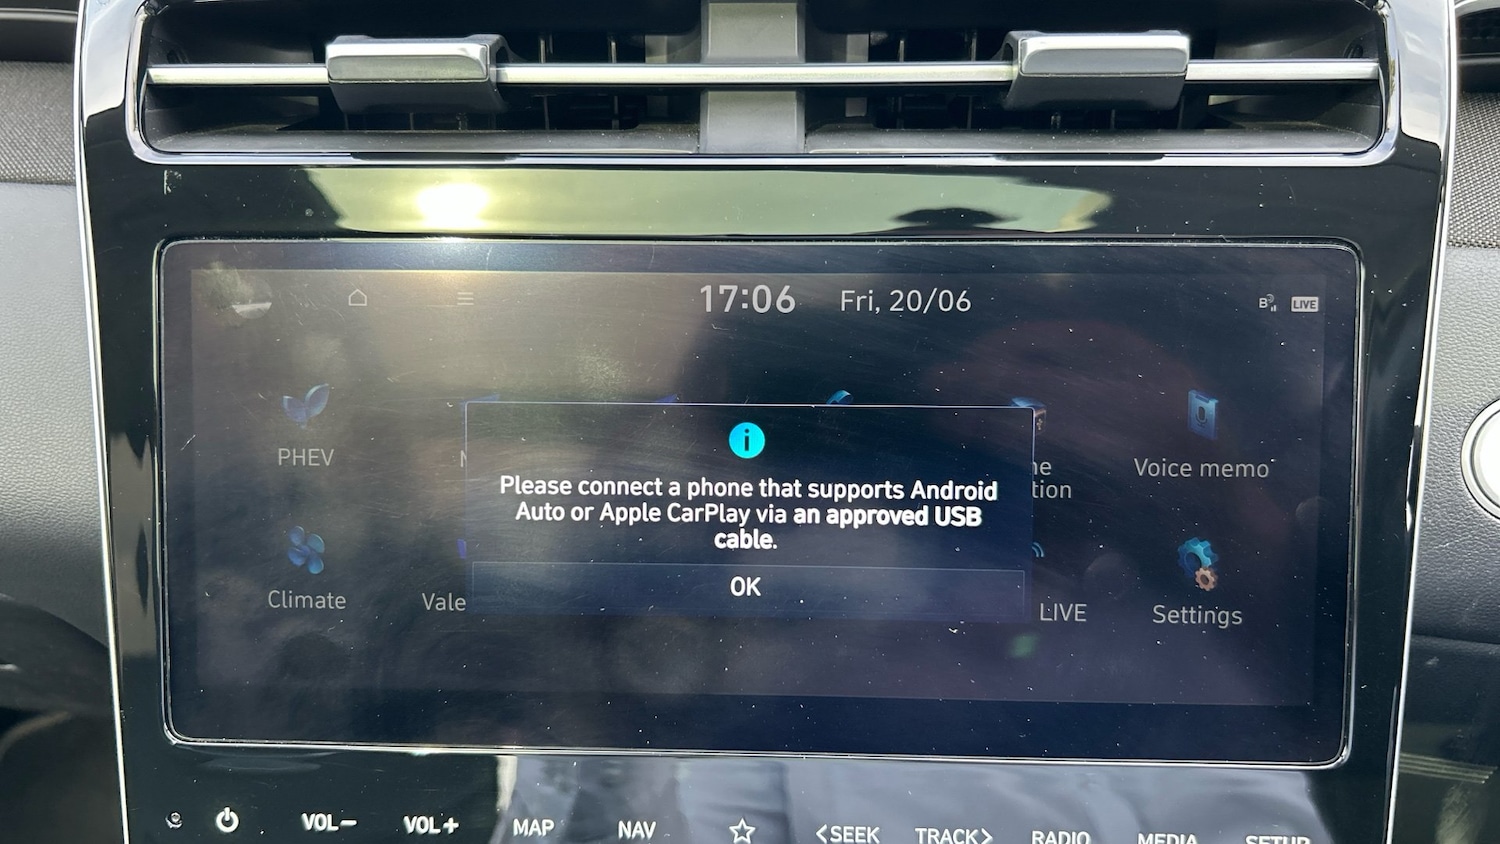 17:06 Fri, 20/06 B LIVE
PHEV
Voice memo
Please connect a phone that supports Android
Auto or Apple CarPlay via an approved USB
cable.
OK
Climate
Vale
LIVE
Settings
VOL− VOL+ MAP NAV <SEEK TRACK> RADIO MEDIA SETUP